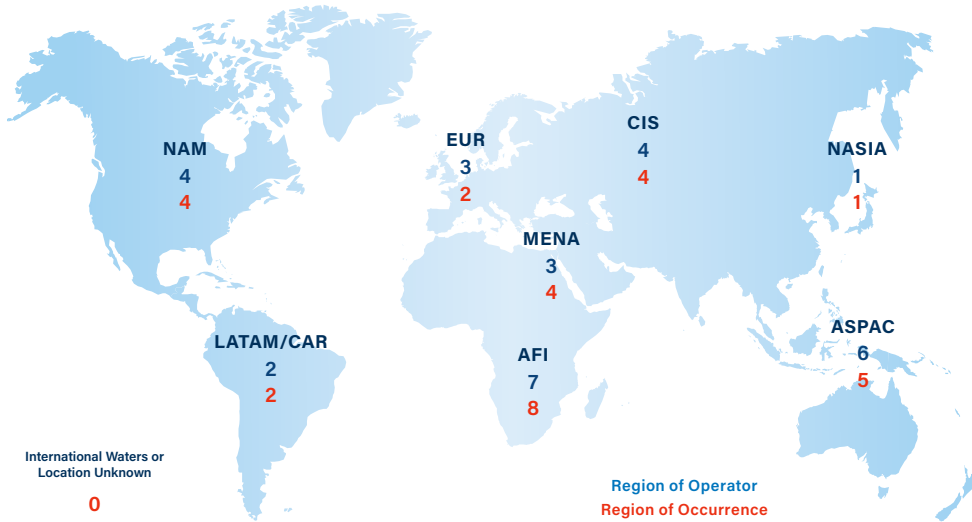 NAM
4
4
EUR
3
2
CIS
4
4
NASIA
1
1
MENA
3
4
LATAM/CAR
2
2
AFI
7
8
ASPAC
6
5
International Waters or
Location Unknown
0
Region of Operator
Region of Occurrence